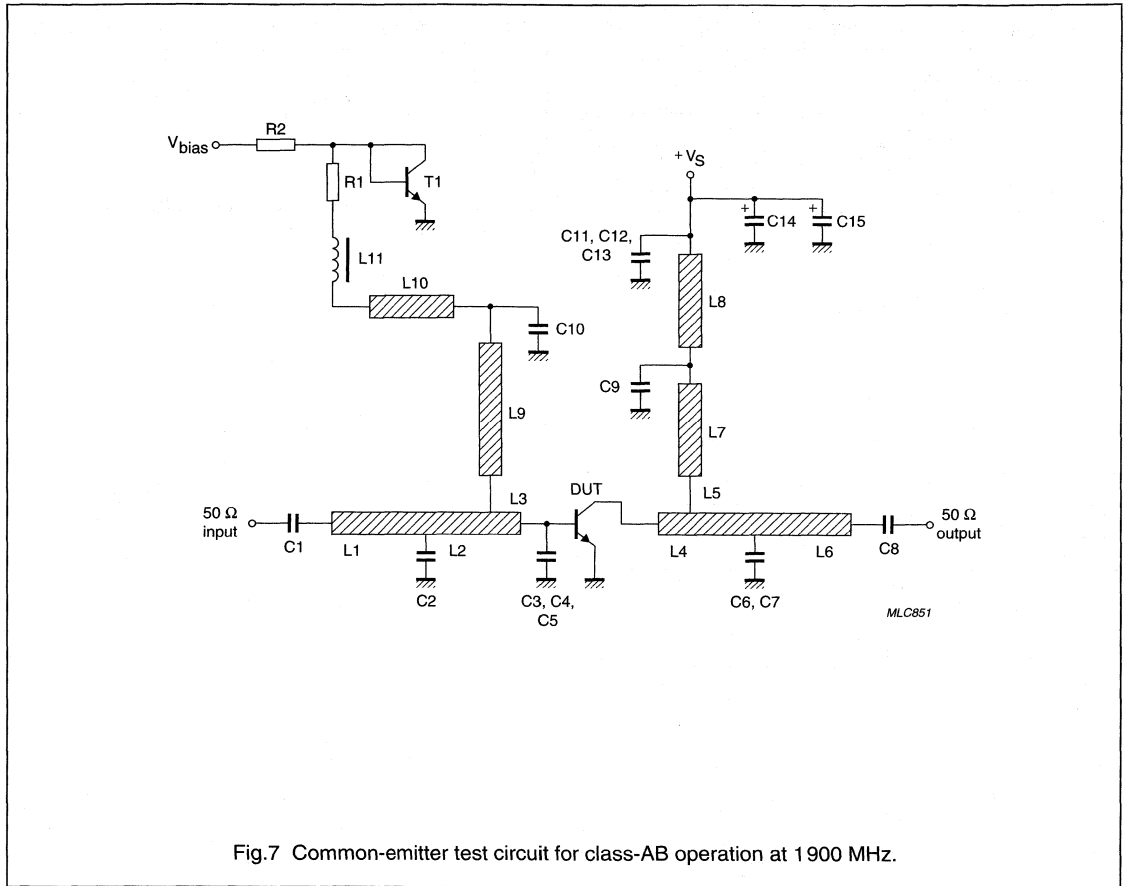 R2
Vbias
R1
T1
+ VS
+
C14
+
C15
C11, C12,
C13
L11
L10
L8
C10
C9
L9
L7
L3
DUT
L5
50 Ω
input
50 Ω
output
C1
L1
L2
L4
L6
C8
C2
C3, C4,
C5
C6, C7
MLC851
Fig.7 Common-emitter test circuit for class-AB operation at 1900 MHz.